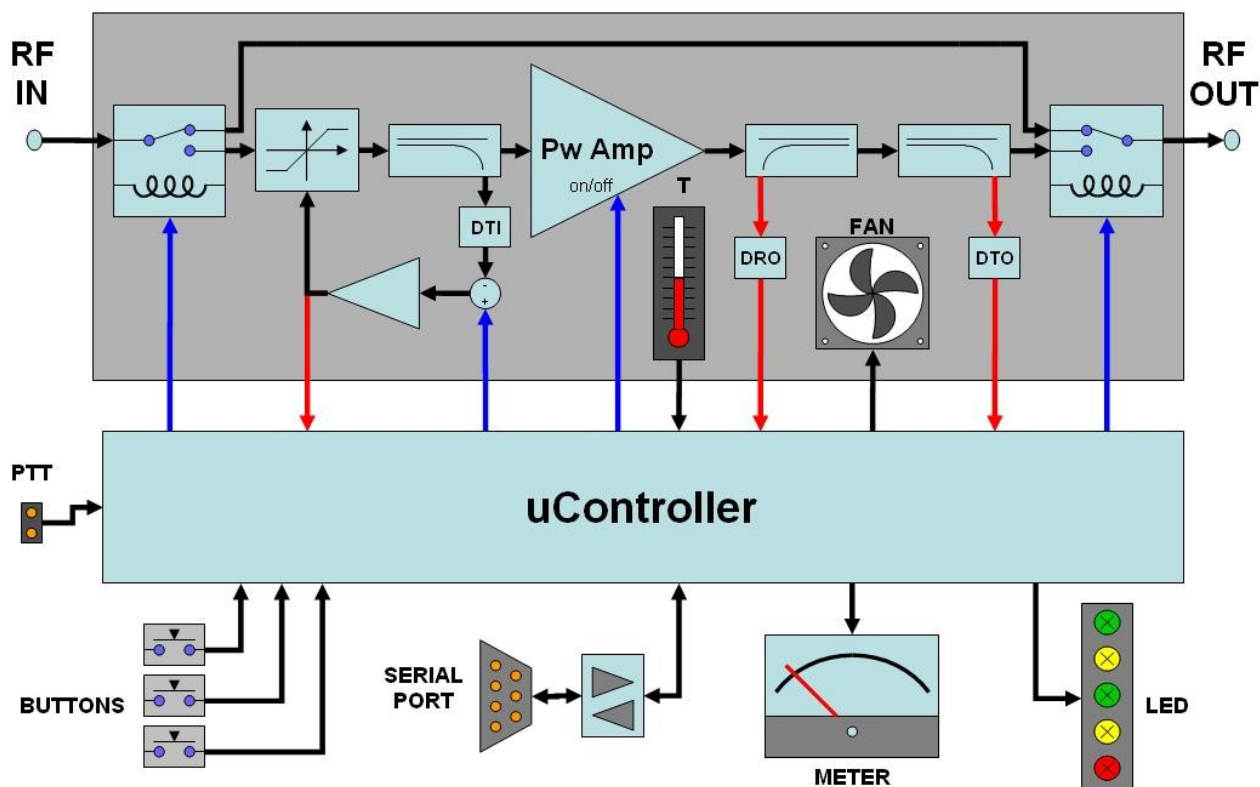 RF
IN
RF
OUT
Pw Amp
on/off
T
DTI
FAN
DRO
DTO
-
+
uController
PTT
BUTTONS
SERIAL
PORT
METER
LED